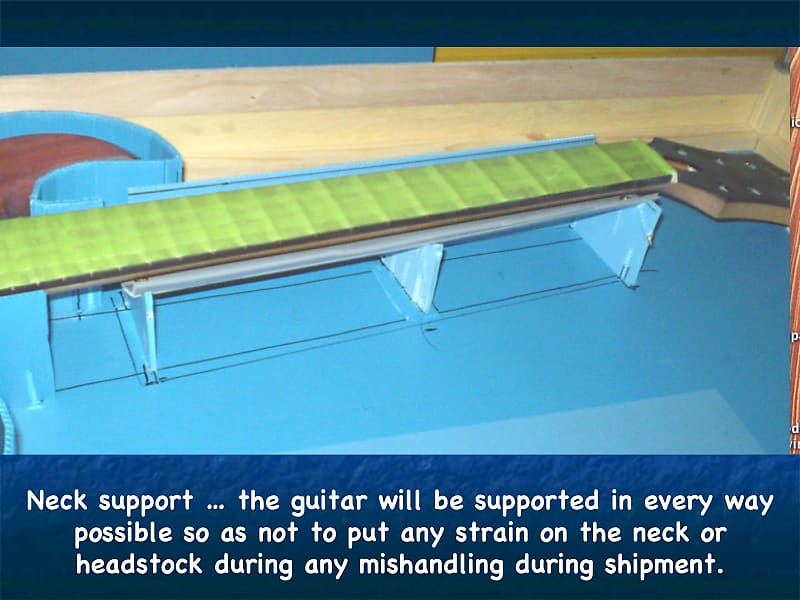 Neck support ... the guitar will be supported in every way
possible so as not to put any strain on the neck or
headstock during any mishandling during shipment.